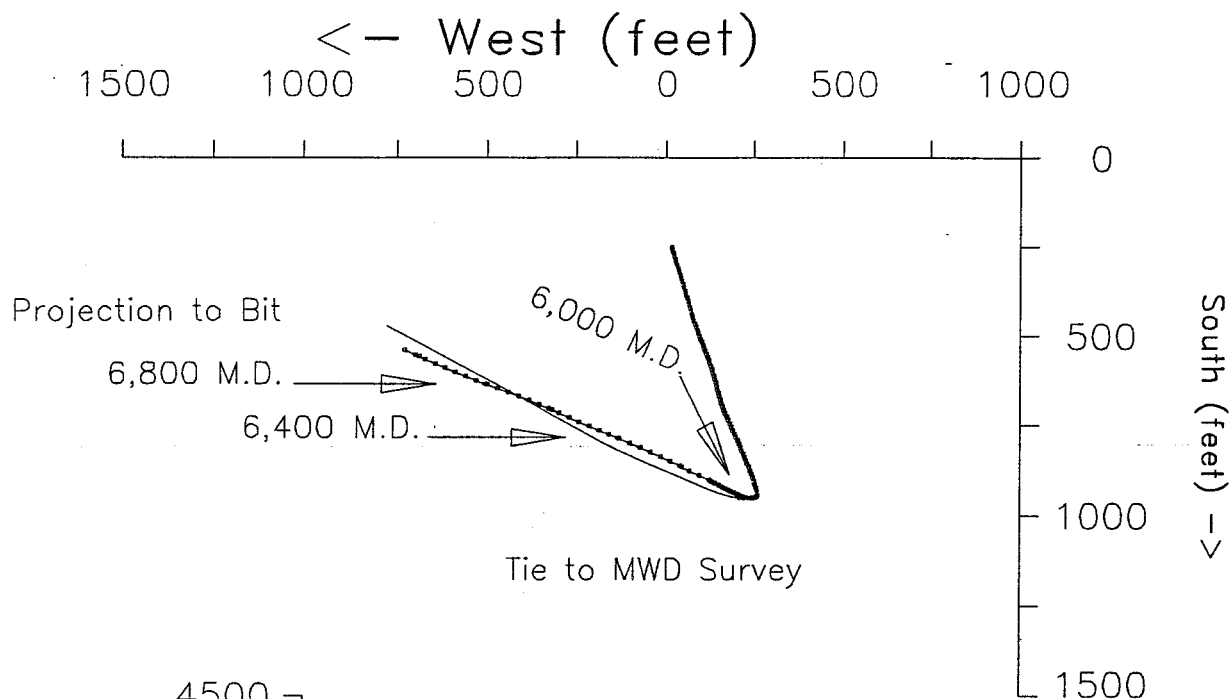 <- West (feet)
1500 1000 500 0 500 1000
0
Projection to Bit
6,000 M.D.
500
6,800 M.D.
6,400 M.D.
South (feet) ->
1000
Tie to MWD Survey
1500
4500